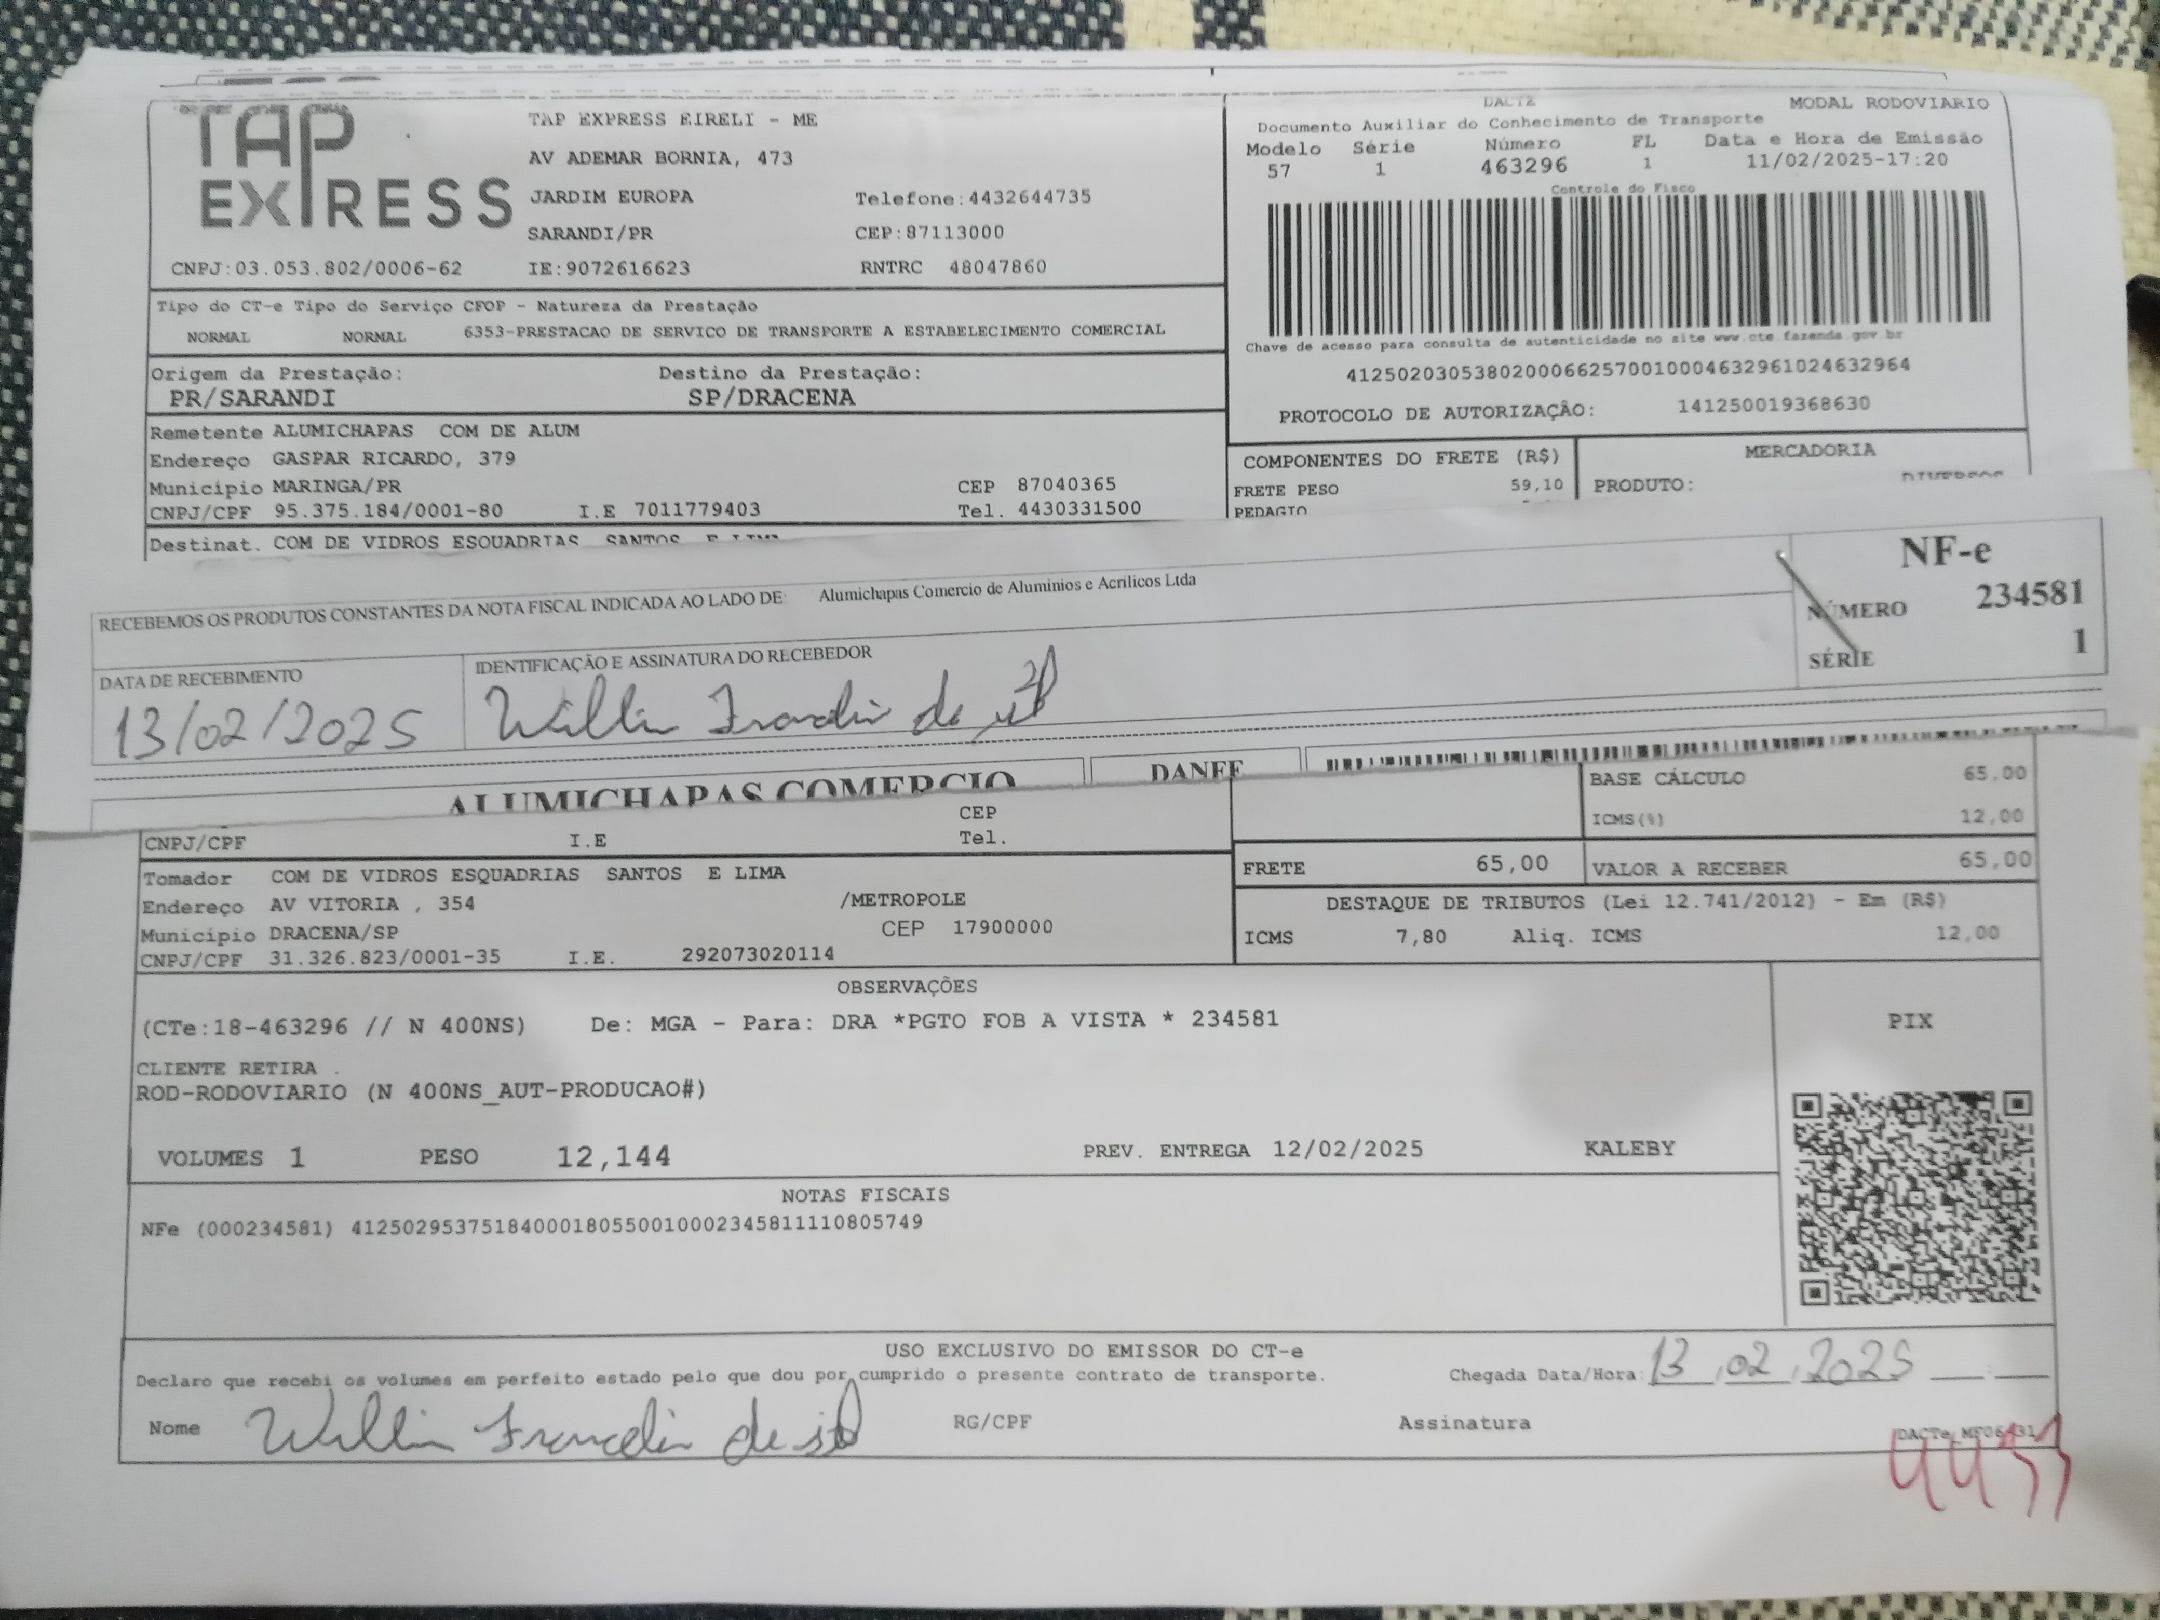 TAP EXPRESS
TAP EXPRESS EIRELI - ME
AV ADEMAR BORNIA, 473
JARDIM EUROPA Telefone:4432644735
SARANDI/PR CEP:87113000
CNPJ:03.053.802/0006-62 IE:9072616623 RNTRC 48047860
DACTE MODAL RODOVIARIO
Documento Auxiliar do Conhecimento de Transporte
Modelo Série Número FL Data e Hora de Emissão
57 1 463296 1 11/02/2025-17:20
Controle do Fisco
Chave de acesso para consulta de autenticidade no site www.cte.fazenda.gov.br
41250203053802000662570010004632961024632964
PROTOCOLO DE AUTORIZAÇÃO: 141250019368630
Tipo do CT-e Tipo do Serviço CFOP - Natureza da Prestação
NORMAL NORMAL 6353-PRESTACAO DE SERVICO DE TRANSPORTE A ESTABELECIMENTO COMERCIAL
Origem da Prestação: Destino da Prestação:
PR/SARANDI SP/DRACENA
Remetente ALUMICHAPAS COM DE ALUM
Endereço GASPAR RICARDO, 379
Município MARINGA/PR CEP 87040365
CNPJ/CPF 95.375.184/0001-80 I.E 7011779403 Tel. 4430331500
Destinat. COM DE VIDROS ESQUADRIAS SANTOS E LIMA
COMPONENTES DO FRETE (R$) MERCADORIA
FRETE PESO 59,10 PRODUTO: DIVERSOS
PEDAGIO
RECEBEMOS OS PRODUTOS CONSTANTES DA NOTA FISCAL INDICADA AO LADO DE: Alumichapas Comercio de Aluminios e Acrilicos Ltda
NF-e
NÚMERO 234581
SÉRIE 1
DATA DE RECEBIMENTO IDENTIFICAÇÃO E ASSINATURA DO RECEBEDOR
13/02/2025
ALUMICHAPAS COMERCIO DANFE
CEP
CNPJ/CPF I.E Tel.
BASE CÁLCULO 65,00
ICMS(%) 12,00
FRETE 65,00 VALOR A RECEBER 65,00
Tomador COM DE VIDROS ESQUADRIAS SANTOS E LIMA
Endereço AV VITORIA , 354 /METROPOLE
Município DRACENA/SP CEP 17900000
CNPJ/CPF 31.326.823/0001-35 I.E. 292073020114
DESTAQUE DE TRIBUTOS (Lei 12.741/2012) - Em (R$)
ICMS 7,80 Aliq. ICMS 12,00
OBSERVAÇÕES
(CTe:18-463296 // N 400NS) De: MGA - Para: DRA *PGTO FOB A VISTA * 234581
CLIENTE RETIRA .
ROD-RODOVIARIO (N 400NS_AUT-PRODUCAO#)
PIX
VOLUMES 1 PESO 12,144 PREV. ENTREGA 12/02/2025 KALEBY
NOTAS FISCAIS
NFe (000234581) 41250295375184000180550010002345811110805749
USO EXCLUSIVO DO EMISSOR DO CT-e
Declaro que recebi os volumes em perfeito estado pelo que dou por cumprido o presente contrato de transporte. Chegada Data/Hora: 13/02/2025
Nome RG/CPF Assinatura